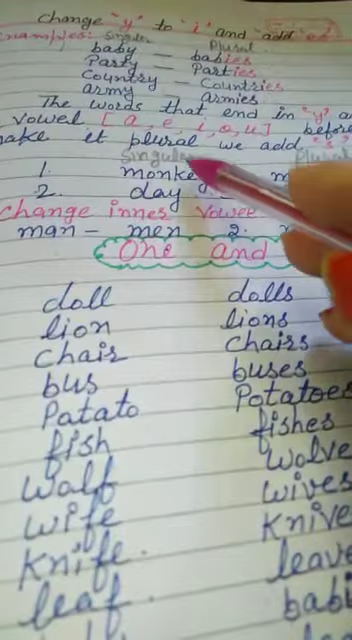 change "y" to "i" and add "es"
Examples: Singular Plural
baby — babies
Party — Parties
Country — Countries
army — armies
The words that end in "y" a
vowel [a, e, i, o, u] before
make it plural we add "s"
Singular Plural
1. monke m
2. day
change innes vowel
man — men 2.
One and
doll dolls
lion lions
chair chairs
bus buses
Patato Potatoes
fish fishes
Walf Wolve
wife wives
Knife Knive
leaf leave
babi